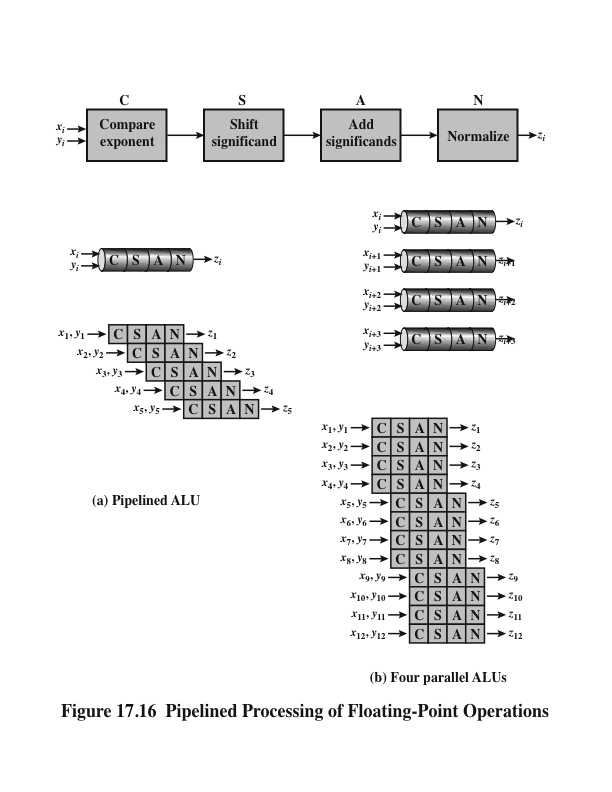 C S A N
Compare exponent Shift significand Add significands Normalize
xi
yi
zi
xi
yi
C S A N
zi
x1, y1 C S A N z1
x2, y2 C S A N z2
x3, y3 C S A N z3
x4, y4 C S A N z4
x5, y5 C S A N z5
(a) Pipelined ALU
xi
yi
C S A N
zi
xi+1
yi+1
C S A N
zi+1
xi+2
yi+2
C S A N
zi+2
xi+3
yi+3
C S A N
zi+3
x1, y1 C S A N z1
x2, y2 C S A N z2
x3, y3 C S A N z3
x4, y4 C S A N z4
x5, y5 C S A N z5
x6, y6 C S A N z6
x7, y7 C S A N z7
x8, y8 C S A N z8
x9, y9 C S A N z9
x10, y10 C S A N z10
x11, y11 C S A N z11
x12, y12 C S A N z12
(b) Four parallel ALUs
Figure 17.16 Pipelined Processing of Floating-Point Operations